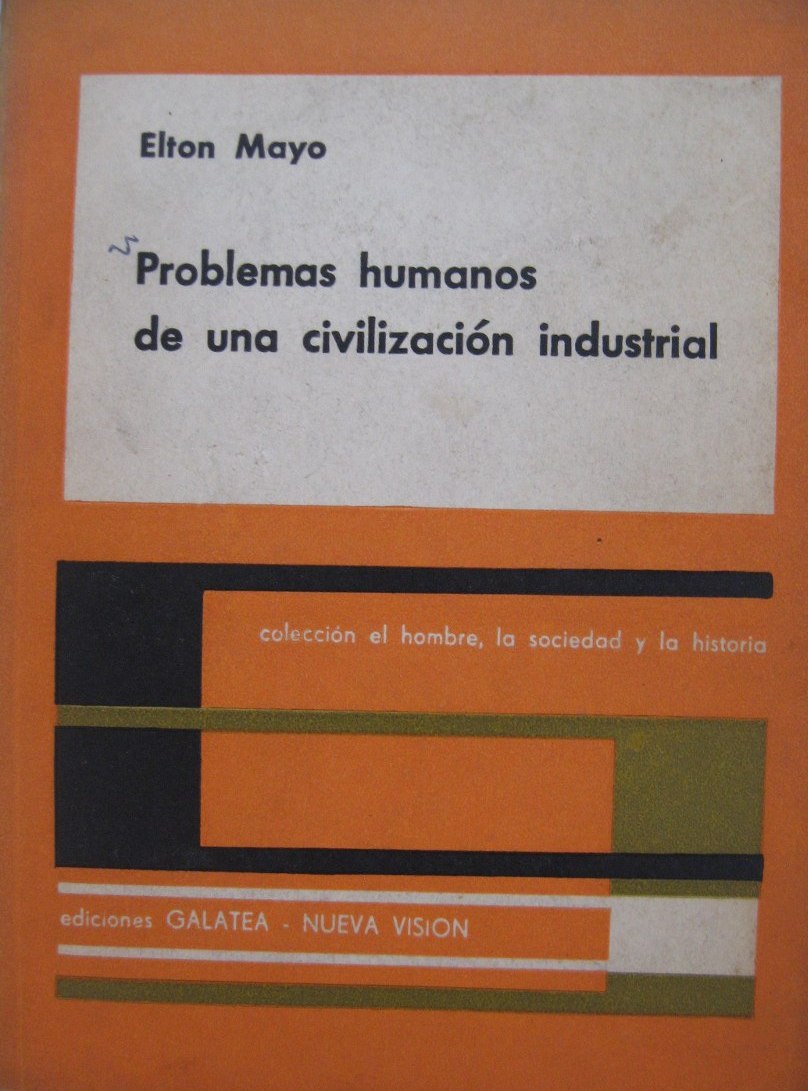 Elton Mayo
Problemas humanos
de una civilización industrial
colección el hombre, la sociedad y la historia
ediciones GALATEA - NUEVA VISION